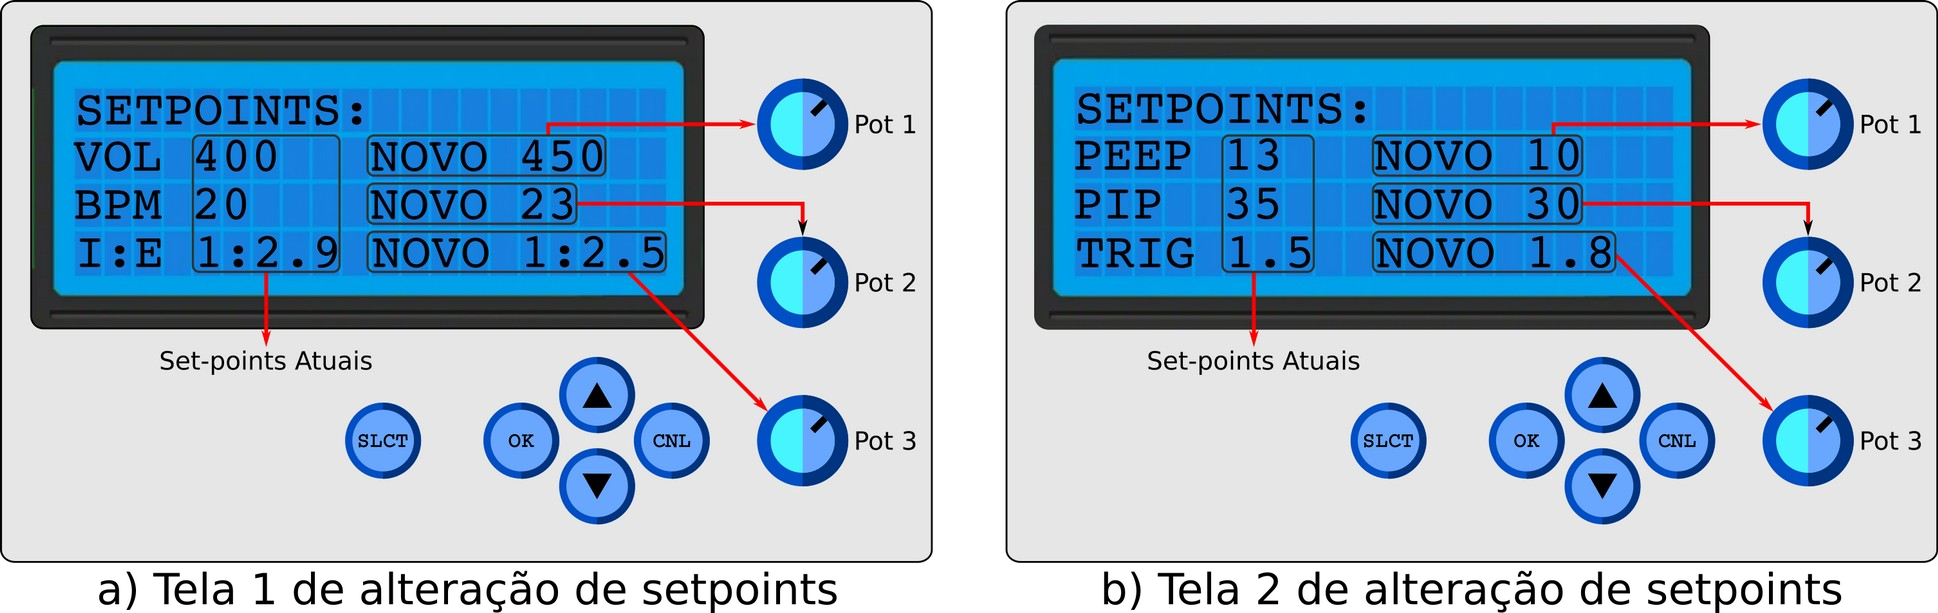 SETPOINTS:
VOL 400 NOVO 450
BPM 20 NOVO 23
I:E 1:2.9 NOVO 1:2.5
Pot 1
Pot 2
Set-points Atuais
SLCT OK CNL
Pot 3
a) Tela 1 de alteração de setpoints
SETPOINTS:
PEEP 13 NOVO 10
PIP 35 NOVO 30
TRIG 1.5 NOVO 1.8
Pot 1
Pot 2
Set-points Atuais
SLCT OK CNL
Pot 3
b) Tela 2 de alteração de setpoints